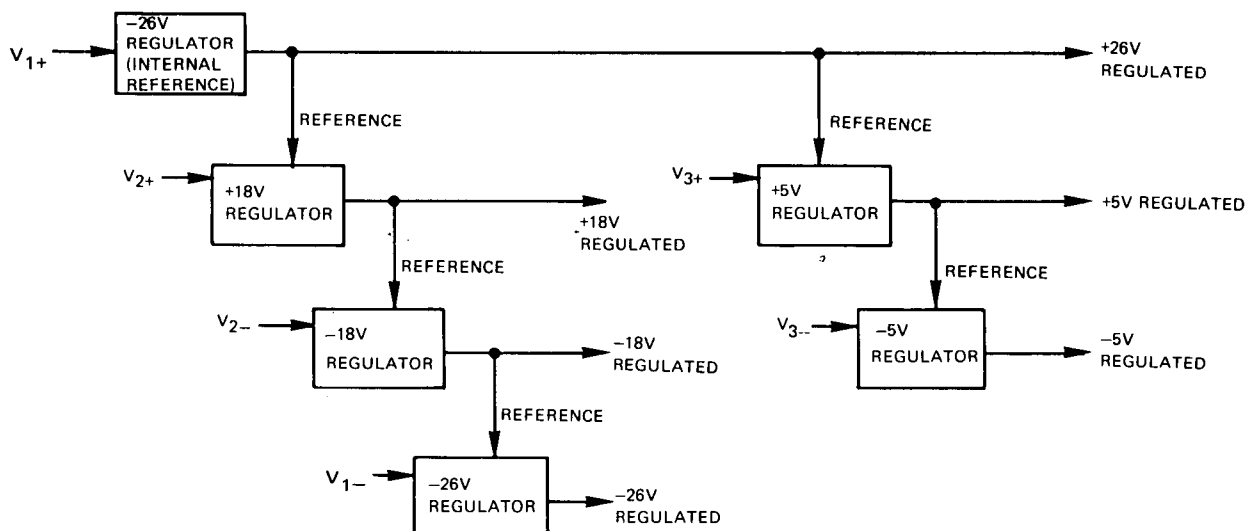 −26V
REGULATOR
(INTERNAL
REFERENCE)
V1+
+26V
REGULATED
REFERENCE
REFERENCE
V2+
+18V
REGULATOR
+18V
REGULATED
V3+
+5V
REGULATOR
+5V REGULATED
REFERENCE
REFERENCE
V2−
−18V
REGULATOR
−18V
REGULATED
V3--
−5V
REGULATOR
−5V
REGULATED
REFERENCE
V1−
−26V
REGULATOR
−26V
REGULATED